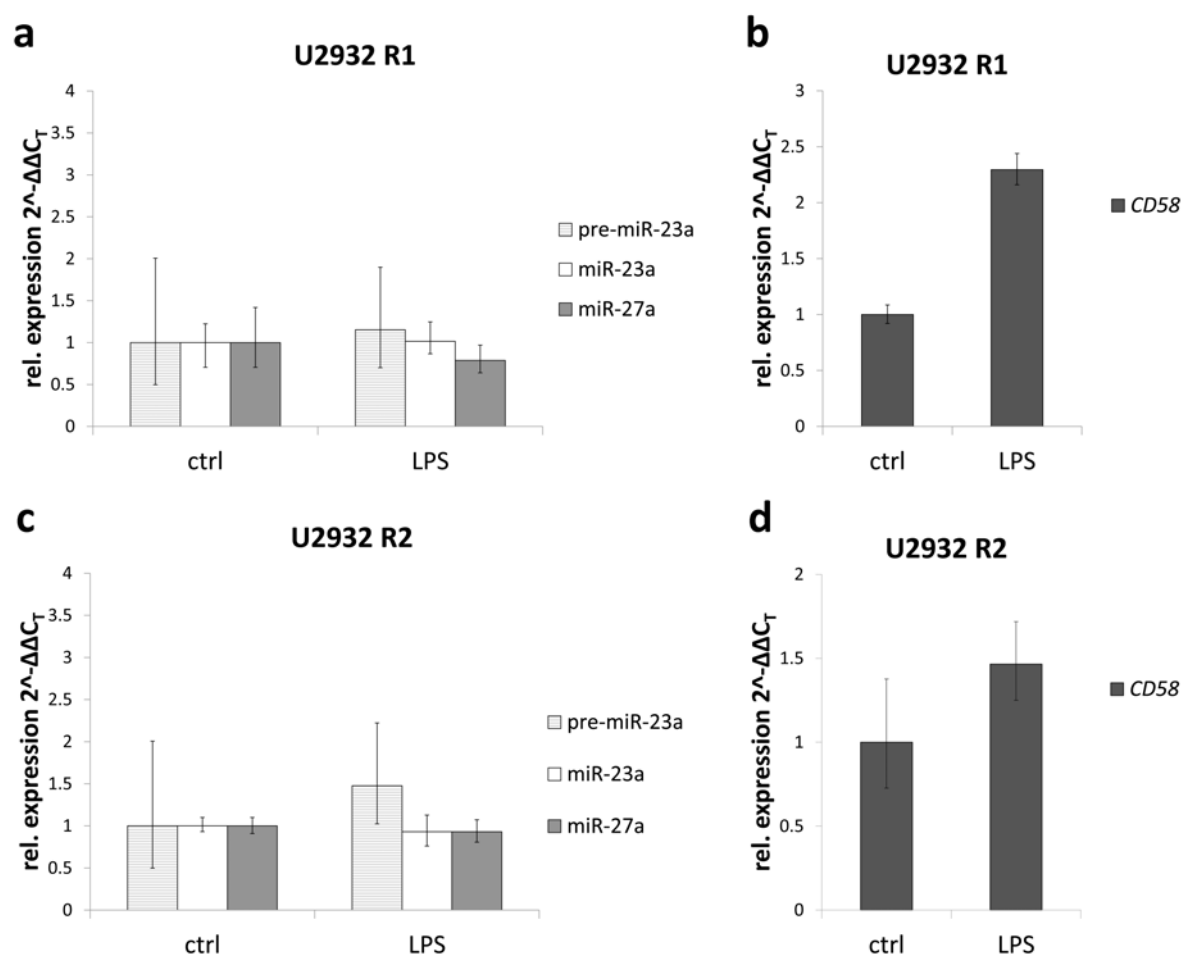 a
U2932 R1
rel. expression 2^-ΔΔC_T
4
3.5
3
2.5
2
1.5
1
0.5
0
ctrl
LPS
pre-miR-23a
miR-23a
miR-27a
b
U2932 R1
rel. expression 2^-ΔΔC_T
3
2.5
2
1.5
1
0.5
0
ctrl
LPS
CD58
c
U2932 R2
rel. expression 2^-ΔΔC_T
4
3.5
3
2.5
2
1.5
1
0.5
0
ctrl
LPS
pre-miR-23a
miR-23a
miR-27a
d
U2932 R2
rel. expression 2^-ΔΔC_T
2
1.5
1
0.5
0
ctrl
LPS
CD58